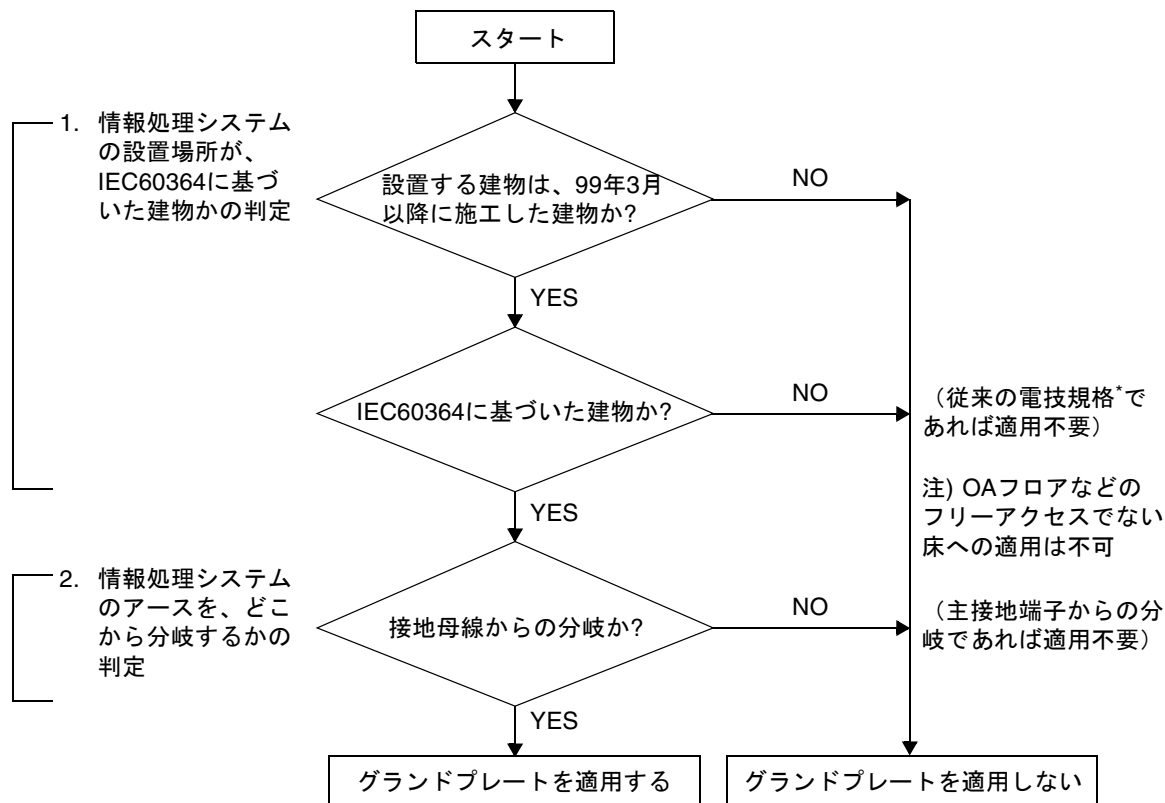 スタート
1. 情報処理システム
の設置場所が、
IEC60364に基づ
いた建物かの判定
設置する建物は、99年3月
以降に施工した建物か?
NO
YES
IEC60364に基づいた建物か?
NO
（従来の電技規格*で
あれば適用不要）
注) OAフロアなどの
フリーアクセスでない
床への適用は不可
YES
2. 情報処理システム
のアースを、どこ
から分岐するかの
判定
接地母線からの分岐か?
NO
（主接地端子からの分
岐であれば適用不要）
YES
グランドプレートを適用する
グランドプレートを適用しない